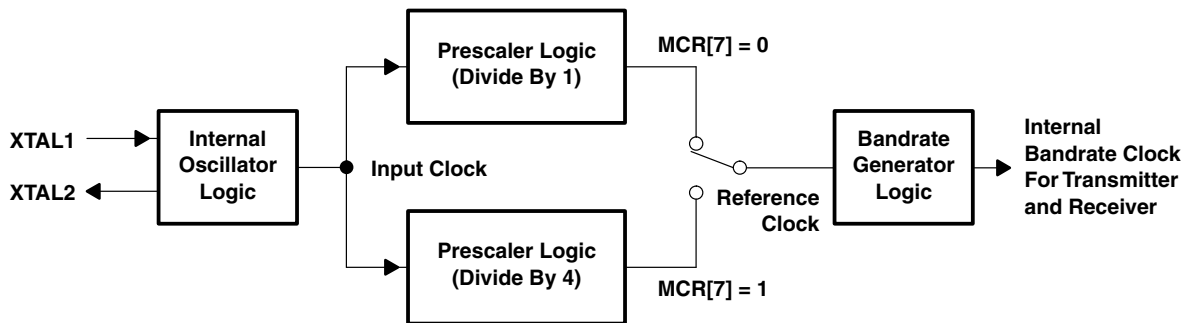 XTAL1
XTAL2
Internal
Oscillator
Logic
Input Clock
Prescaler Logic
(Divide By 1)
MCR[7] = 0
Prescaler Logic
(Divide By 4)
MCR[7] = 1
Reference
Clock
Bandrate
Generator
Logic
Internal
Bandrate Clock
For Transmitter
and Receiver